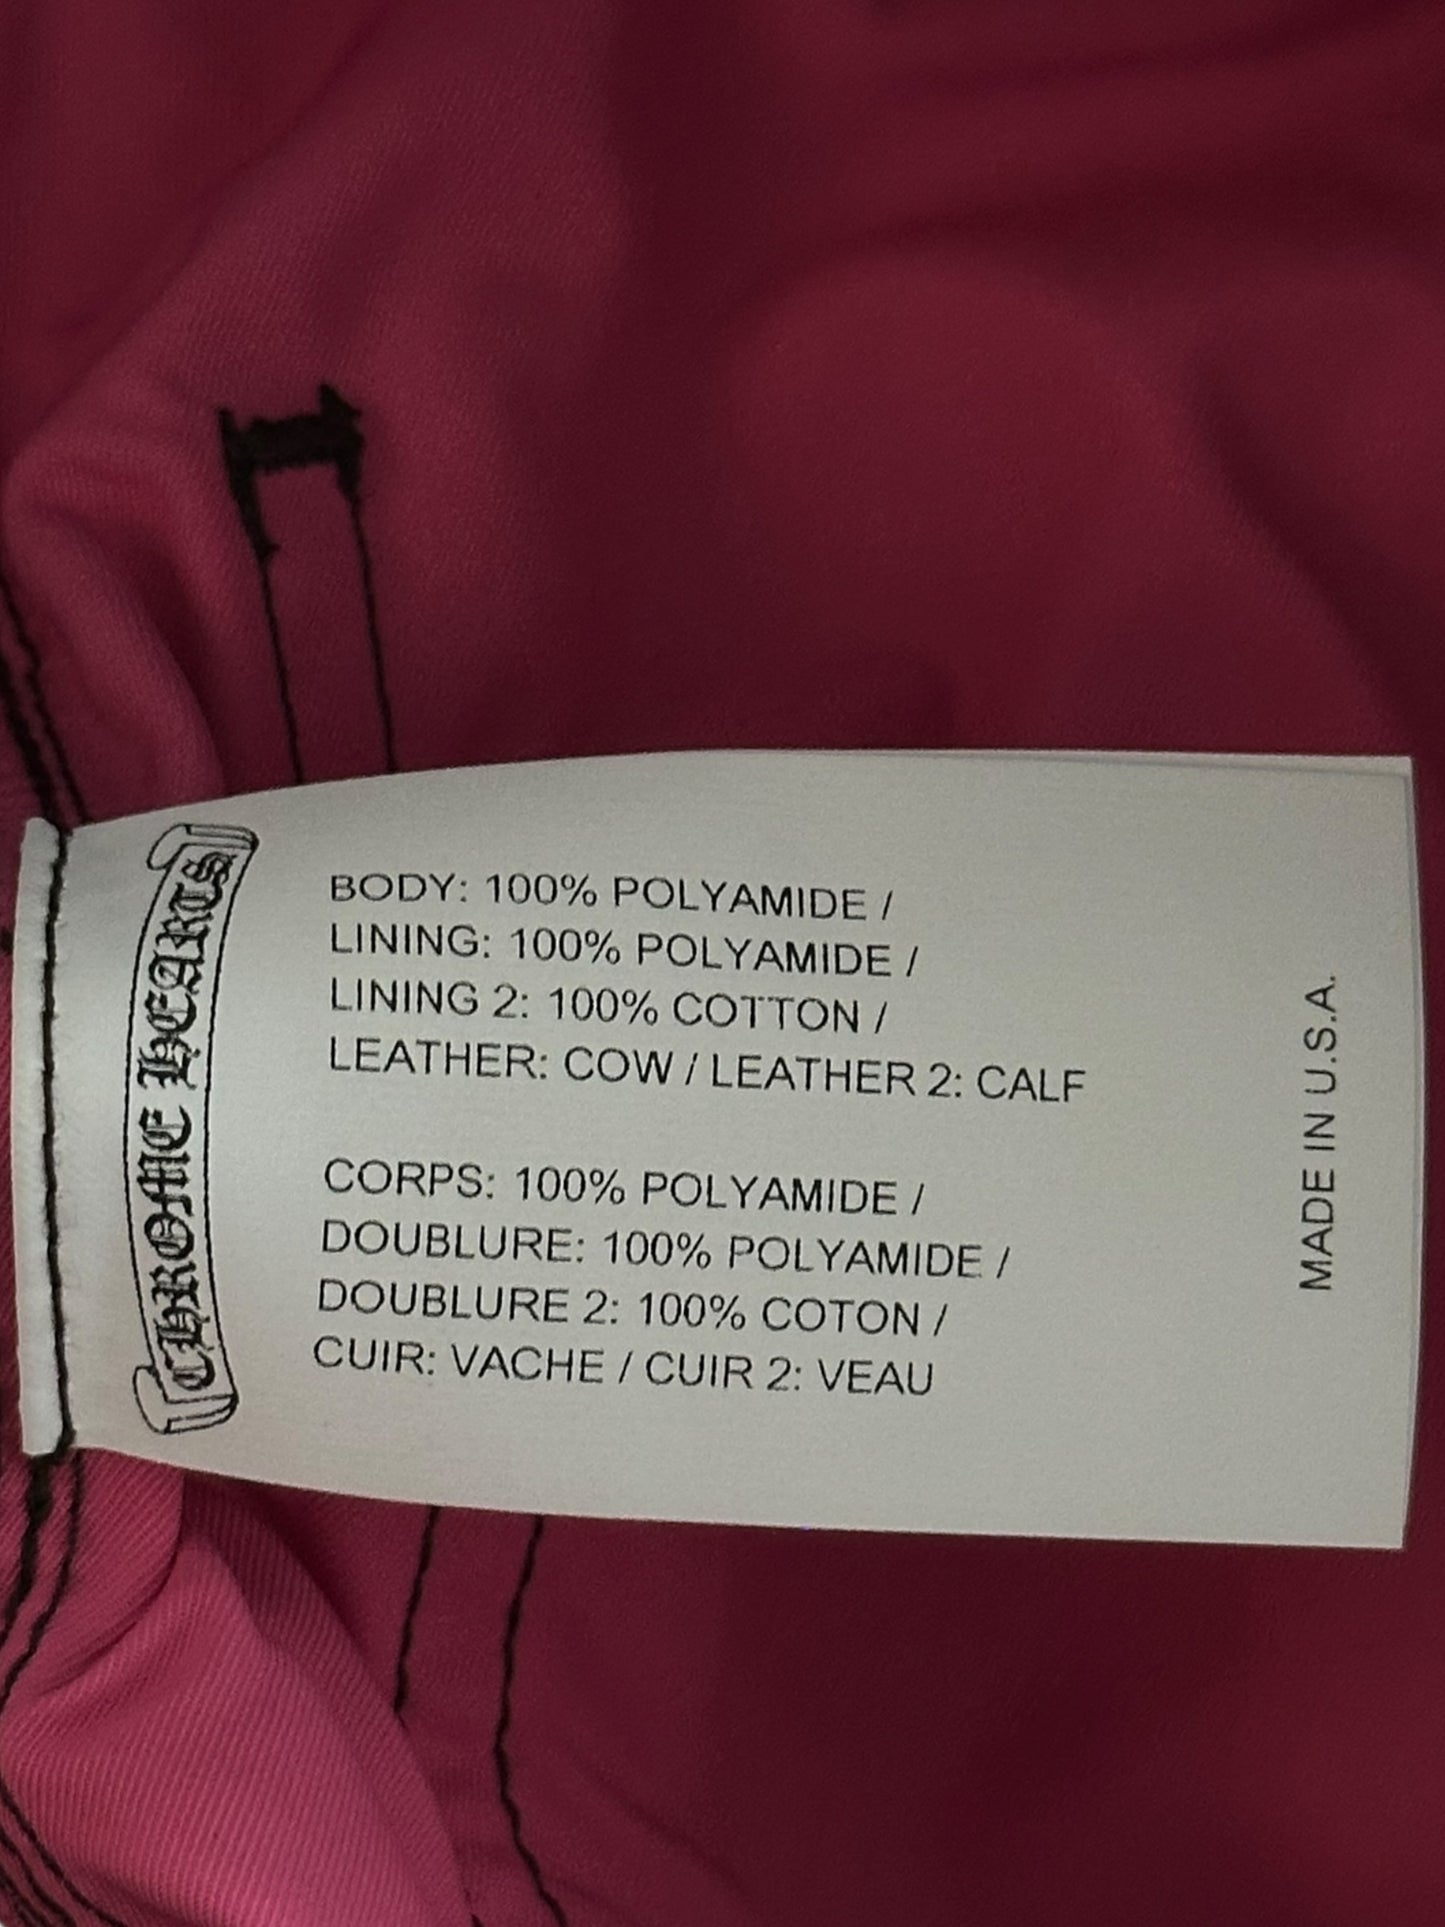 CHROME HEARTS
BODY: 100% POLYAMIDE /
LINING: 100% POLYAMIDE /
LINING 2: 100% COTTON /
LEATHER: COW / LEATHER 2: CALF
CORPS: 100% POLYAMIDE /
DOUBLURE: 100% POLYAMIDE /
DOUBLURE 2: 100% COTON /
CUIR: VACHE / CUIR 2: VEAU
MADE IN U.S.A.